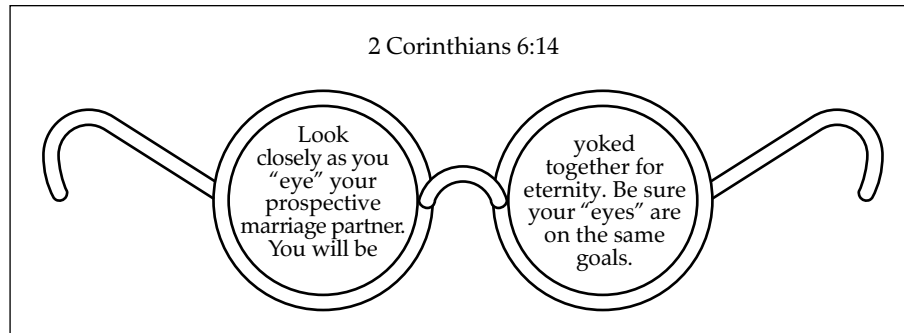 2 Corinthians 6:14
Look
closely as you
“eye” your
prospective
marriage partner.
You will be
yoked
together for
eternity. Be sure
your “eyes” are
on the same
goals.